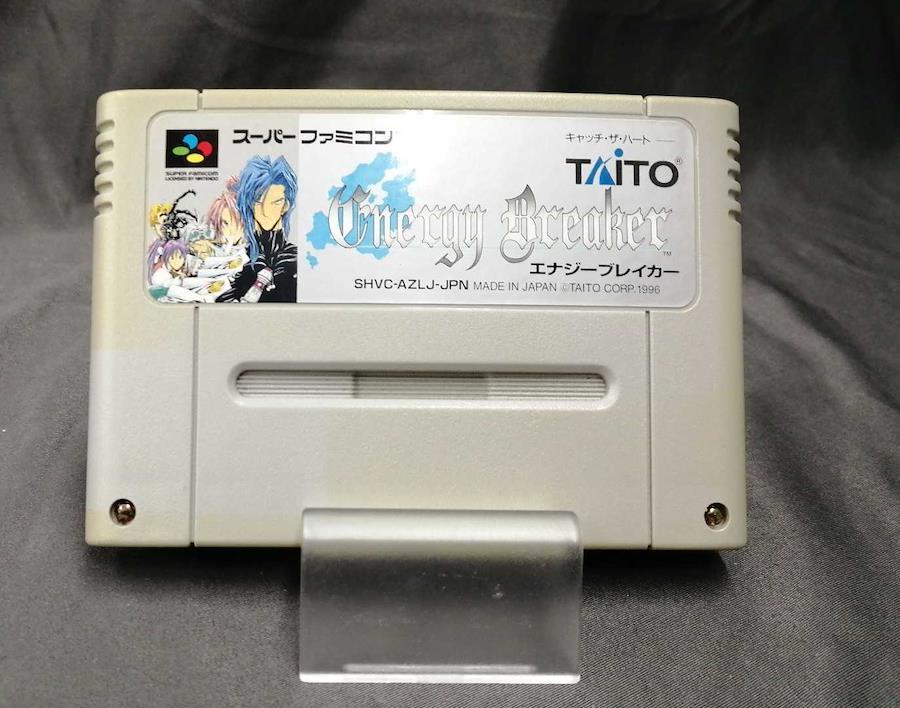 スーパーファミコン
SUPER FAMICOM
LICENSED BY NINTENDO
キャッチ・ザ・ハート
TAITO®
Energy Breaker™
エナジーブレイカー
SHVC-AZLJ-JPN MADE IN JAPAN ©TAITO CORP.1996